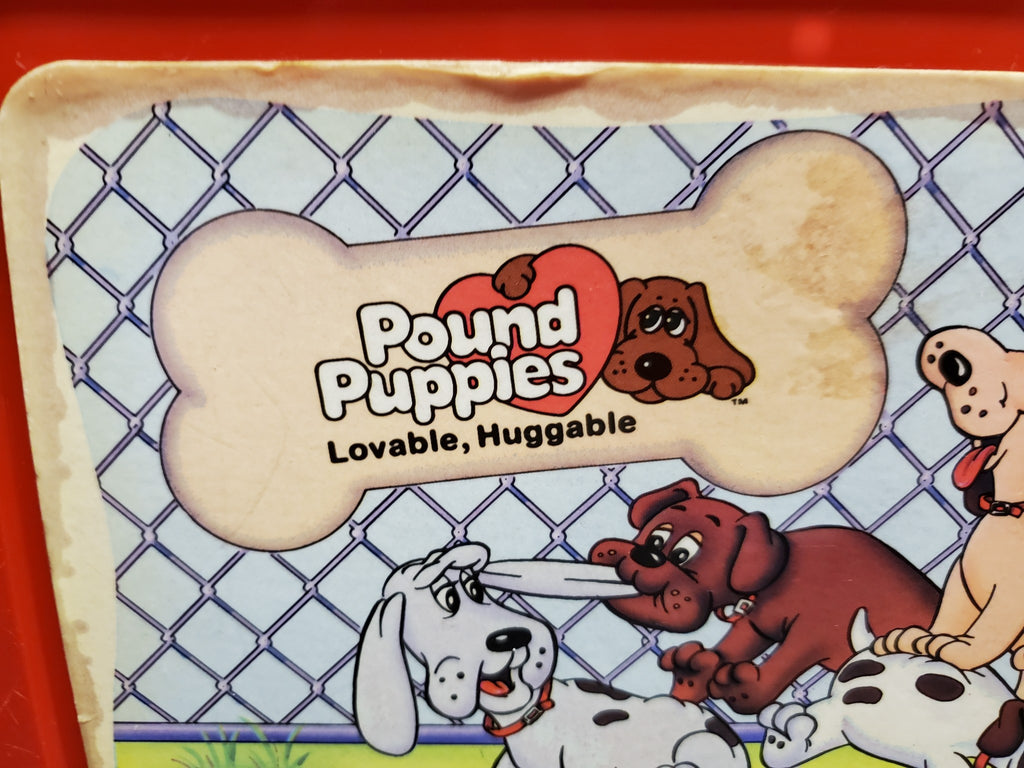 Pound
Puppies
Lovable, Huggable
TM